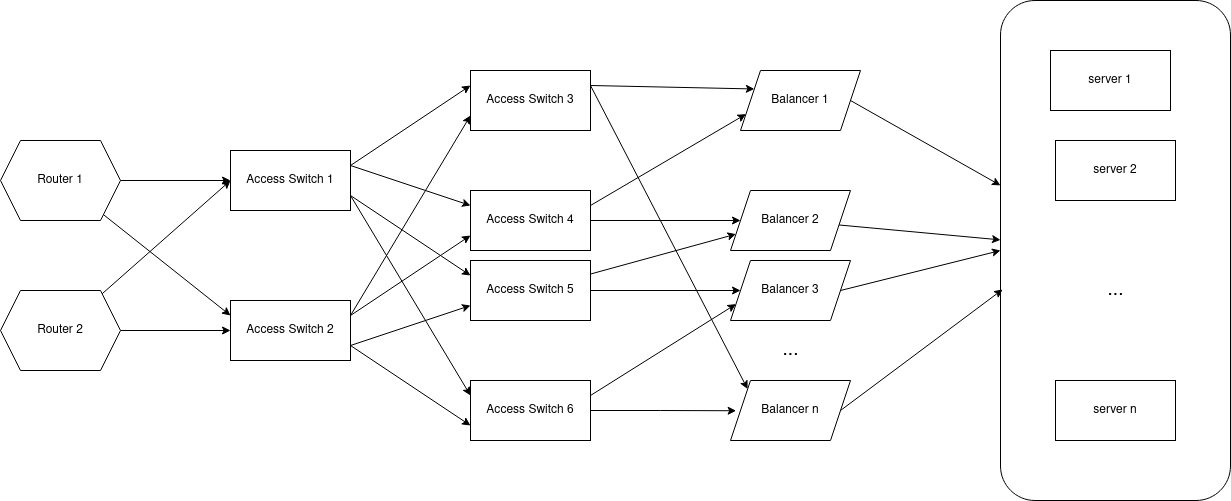 Router 1
Router 2
Access Switch 1
Access Switch 2
Access Switch 3
Access Switch 4
Access Switch 5
Access Switch 6
Balancer 1
Balancer 2
Balancer 3
...
Balancer n
server 1
server 2
...
server n